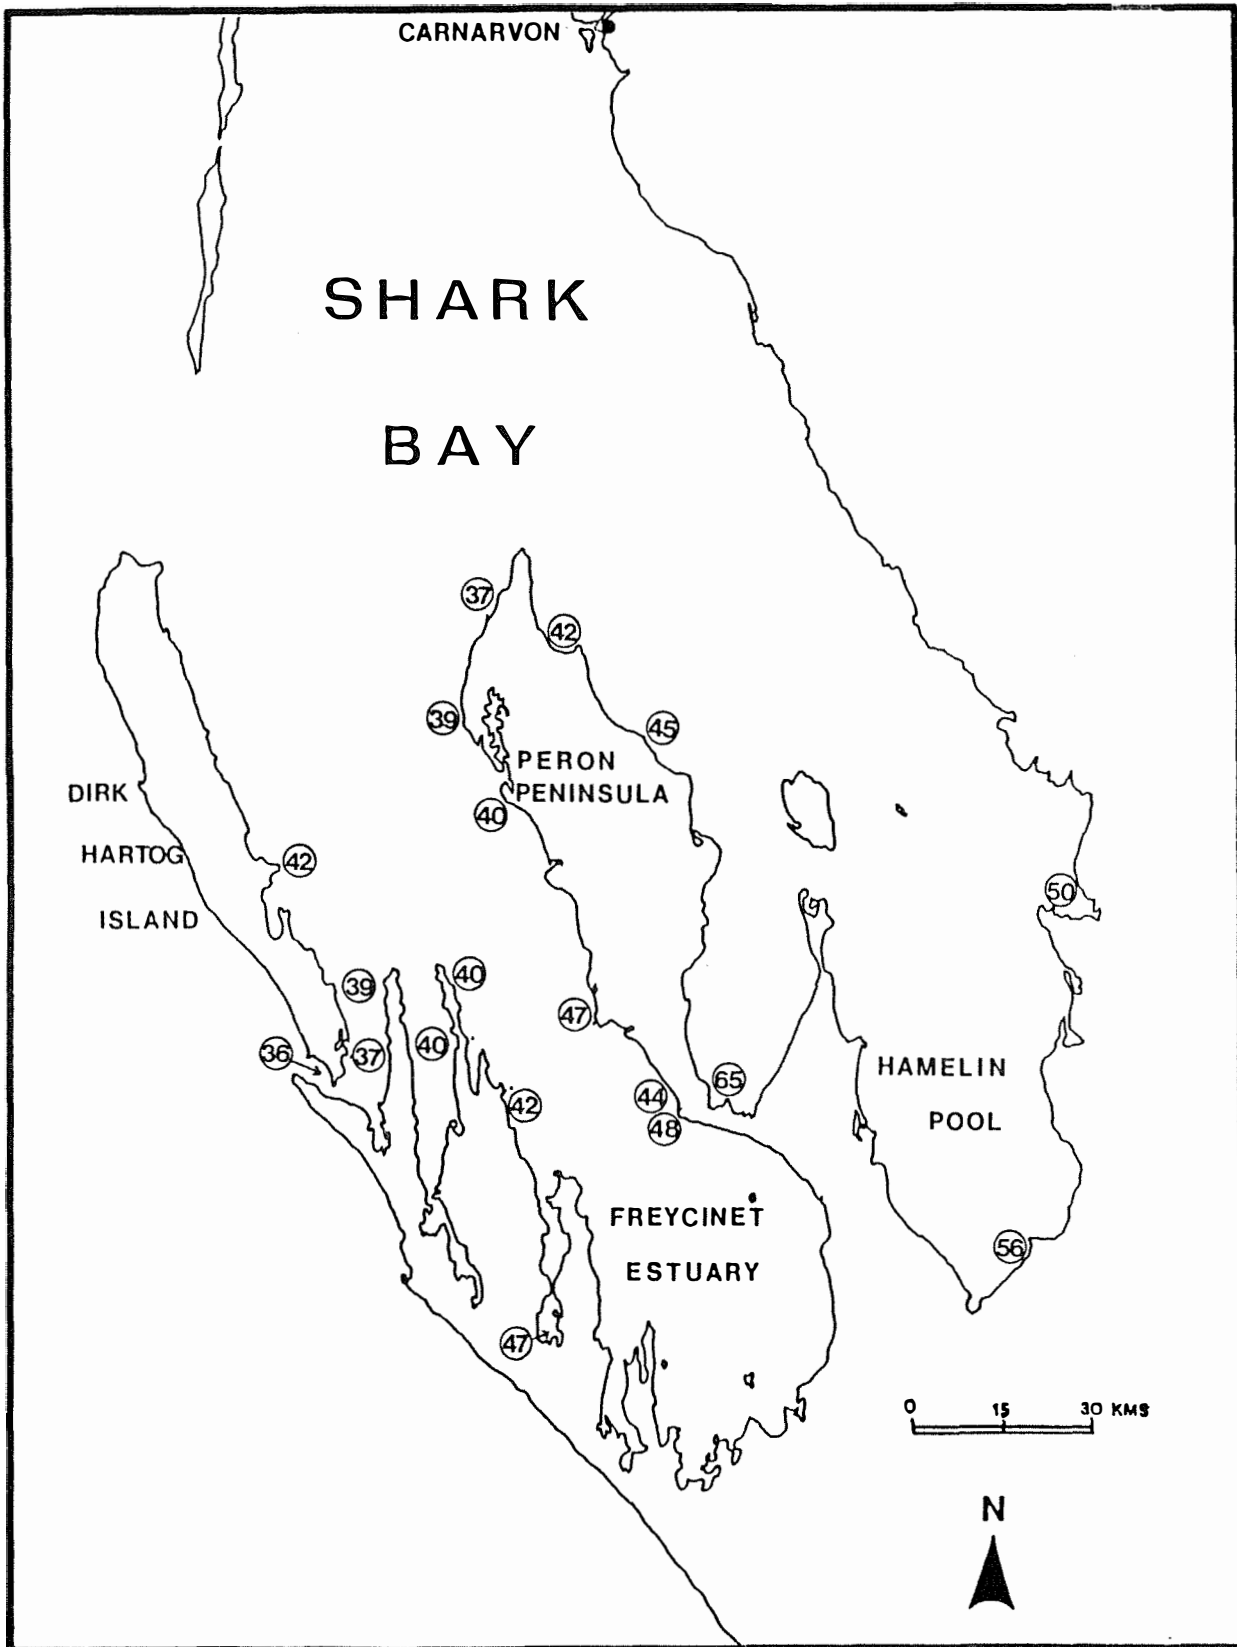 CARNARVON
SHARK
BAY
37
42
39
45
PERON
PENINSULA
DIRK
40
HARTOG
42
50
ISLAND
39
40
47
36
37
40
HAMELIN
65
44
42
POOL
48
FREYCINET
56
ESTUARY
47
0 15 30 KMS
N